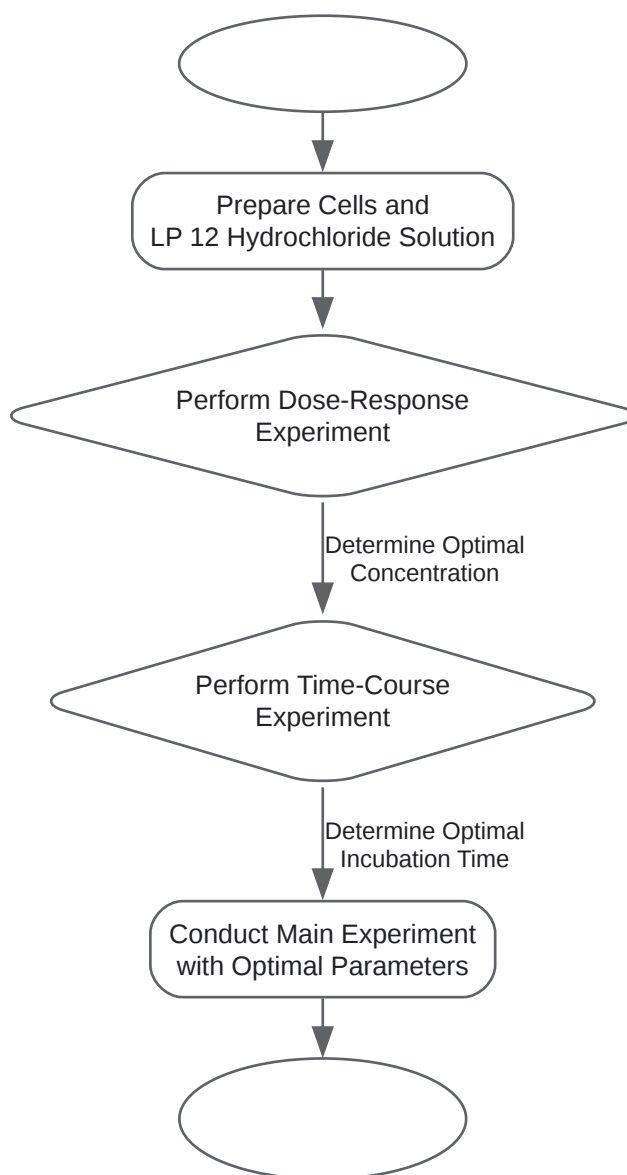 Prepare Cells and
LP 12 Hydrochloride Solution
Perform Dose-Response
Experiment
Determine Optimal
Concentration
Perform Time-Course
Experiment
Determine Optimal
Incubation Time
Conduct Main Experiment
with Optimal Parameters